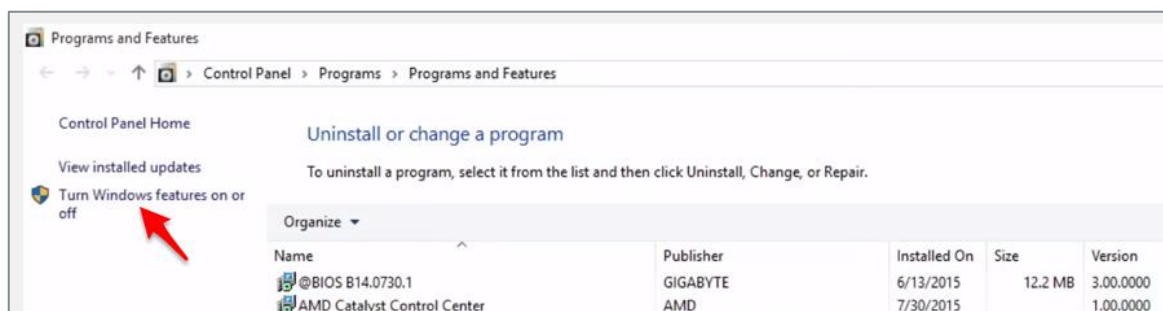 Programs and Features
Control Panel > Programs > Programs and Features
Control Panel Home
Uninstall or change a program
View installed updates
To uninstall a program, select it from the list and then click Uninstall, Change, or Repair.
Turn Windows features on or
off
Organize
Name Publisher Installed On Size Version
@BIOS B14.0730.1 GIGABYTE 6/13/2015 12.2 MB 3.00.0000
AMD Catalyst Control Center AMD 7/30/2015 1.00.0000